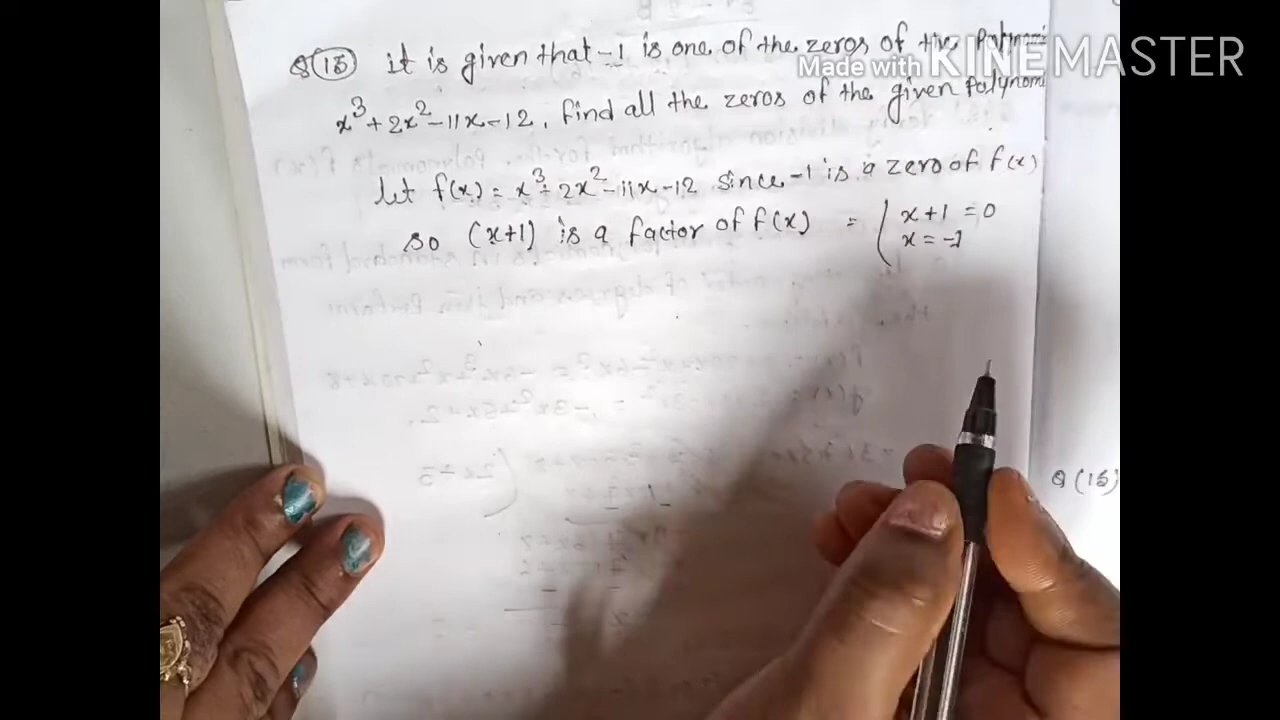 Q(15) it is given that -1 is one of the zeros of the Polynomi
Made with KINEMASTER
x³+2x²-11x-12. find all the zeros of the given Polynomi
let f(x) = x³+2x²-11x-12 since -1 is a zero of f(x)
so (x+1) is a factor of f(x) = ( x+1 =0
x = -1
Q (15)